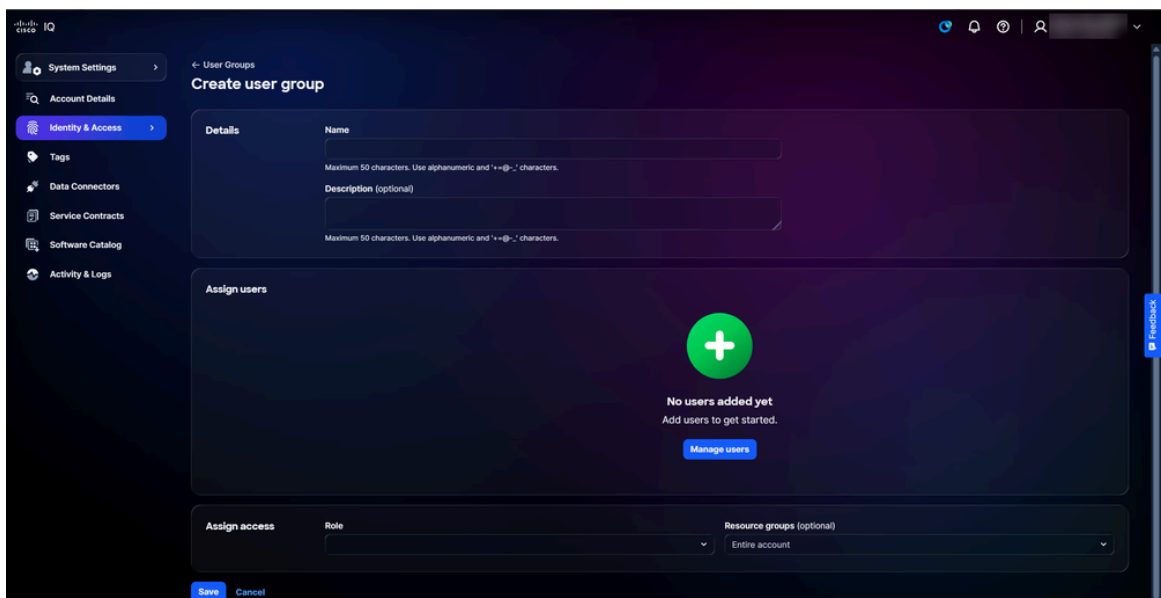 cisco IQ
System Settings
Account Details
Identity & Access
Tags
Data Connectors
Service Contracts
Software Catalog
Activity & Logs
← User Groups
Create user group
Details
Name
Maximum 50 characters. Use alphanumeric and '+=@-_' characters.
Description (optional)
Maximum 50 characters. Use alphanumeric and '+=@-_' characters.
Assign users
No users added yet
Add users to get started.
Manage users
Assign access
Role
Resource groups (optional)
Entire account
Save Cancel
Feedback